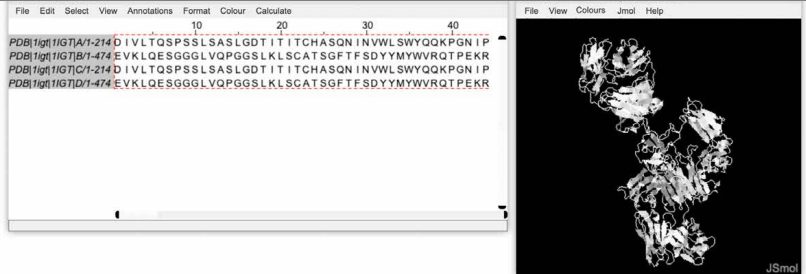 File Edit Select View Annotations Format Colour Calculate
10 20 30 40
PDB|1igt|1IGT|A/1-214 DIVLTQSPSSLSASLGDTITITCHASQNINVWLSWYQQKPGNIP
PDB|1igt|1IGT|B/1-474 EVKLQESGGGLVQPGGSLKLSCATSGFTFSDYYMYWVRQTPEKR
PDB|1igt|1IGT|C/1-214 DIVLTQSPSSLSASLGDTITITCHASQNINVWLSWYQQKPGNIP
PDB|1igt|1IGT|D/1-474 EVKLQESGGGLVQPGGSLKLSCATSGFTFSDYYMYWVRQTPEKR
File View Colours Jmol Help
JSmol